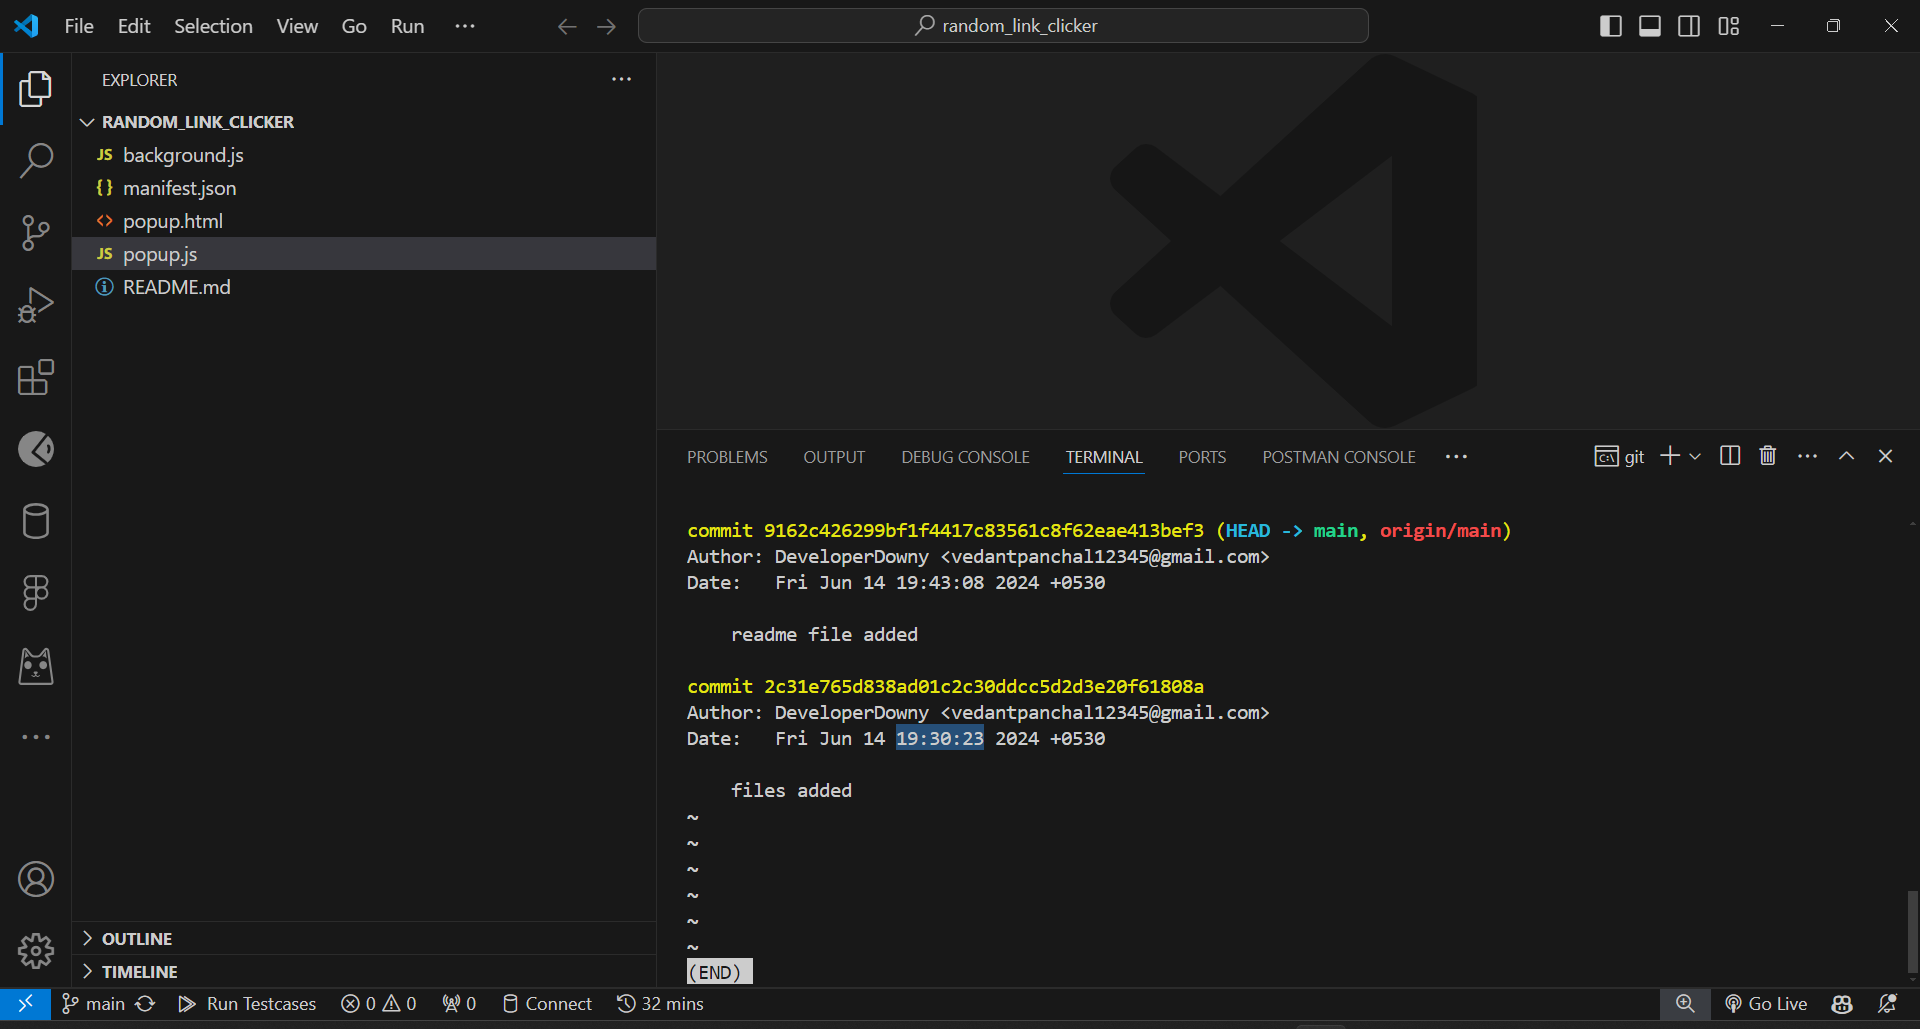 File Edit Selection View Go Run ···
random_link_clicker
EXPLORER ···
RANDOM_LINK_CLICKER
JS background.js
{} manifest.json
<> popup.html
JS popup.js
README.md
OUTLINE
TIMELINE
PROBLEMS OUTPUT DEBUG CONSOLE TERMINAL PORTS POSTMAN CONSOLE ··· git ···
commit 9162c426299bf1f4417c83561c8f62eae413bef3 (HEAD -> main, origin/main)
Author: DeveloperDowny <vedantpanchal12345@gmail.com>
Date:   Fri Jun 14 19:43:08 2024 +0530
readme file added
commit 2c31e765d838ad01c2c30ddcc5d2d3e20f61808a
Author: DeveloperDowny <vedantpanchal12345@gmail.com>
Date:   Fri Jun 14 19:30:23 2024 +0530
files added
~
~
~
~
~
~
(END)
main Run Testcases 0 0 0 Connect 32 mins Go Live